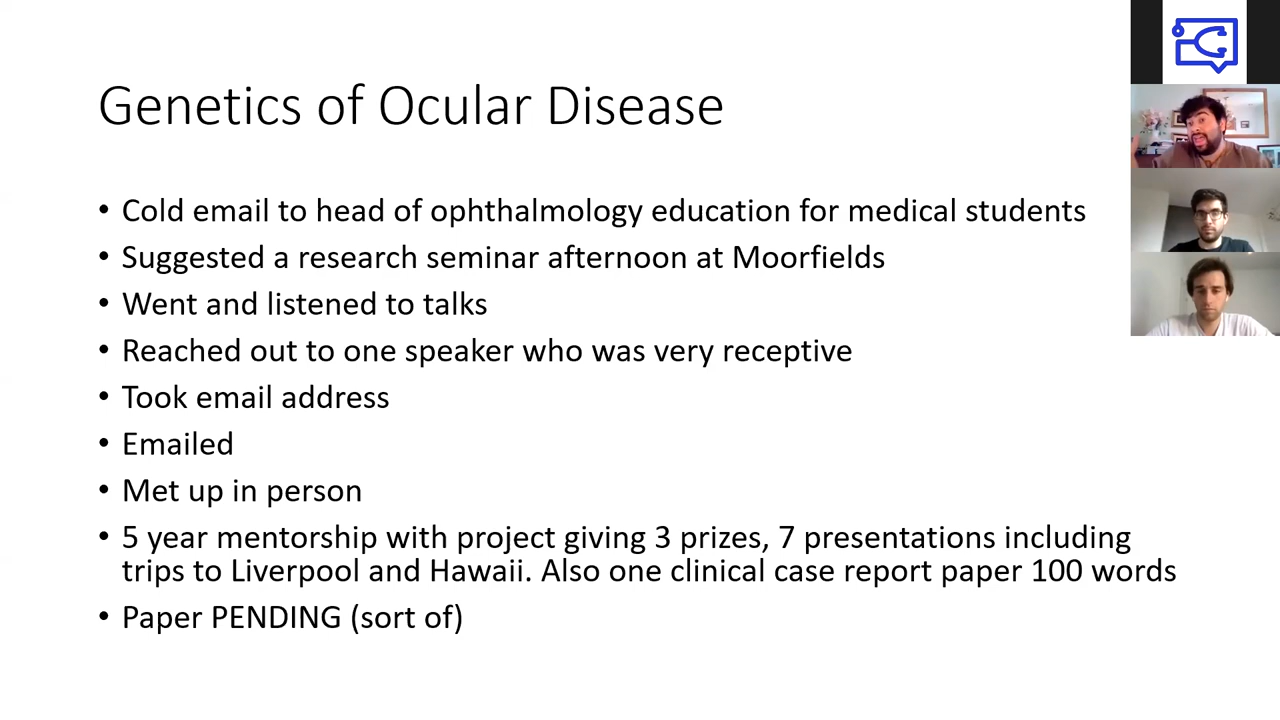 Genetics of Ocular Disease
• Cold email to head of ophthalmology education for medical students
• Suggested a research seminar afternoon at Moorfields
• Went and listened to talks
• Reached out to one speaker who was very receptive
• Took email address
• Emailed
• Met up in person
• 5 year mentorship with project giving 3 prizes, 7 presentations including
trips to Liverpool and Hawaii. Also one clinical case report paper 100 words
• Paper PENDING (sort of)